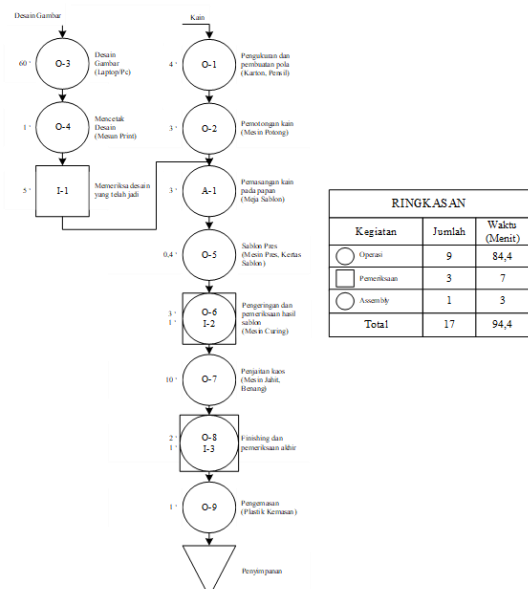 Desain Gambar
60 '
O-3
Desain
Gambar
(Laptop/Pc)
1 '
O-4
Mencetak
Desain
(Mesun Print)
5 '
I-1
Memeriksa desain
yang telah jadi
Kain
4 '
O-1
Pengukuran dan
pembuatan pola
(Karton, Pensil)
3 '
O-2
Pemotongan kain
(Mesin Potong)
3 '
A-1
Pemasangan kain
pada papan
(Meja Sablon)
0,4 '
O-5
Sablon Pres
(Mesin Pres, Kertas
Sablon)
3 '
1 '
O-6
I-2
Pengeringan dan
pemeriksaan hasil
sablon
(Mesin Curing)
10 '
O-7
Penjaitan kaos
(Mesin Jahit,
Benang)
2 '
1 '
O-8
I-3
Finishing dan
pemeriksaan akhir
1 '
O-9
Pengemasan
(Plastik Kemasan)
Penyimpanan
RINGKASAN
Kegiatan Jumlah Waktu
(Menit)
Operasi 9 84,4
Pemeriksaan 3 7
Assembly 1 3
Total 17 94,4